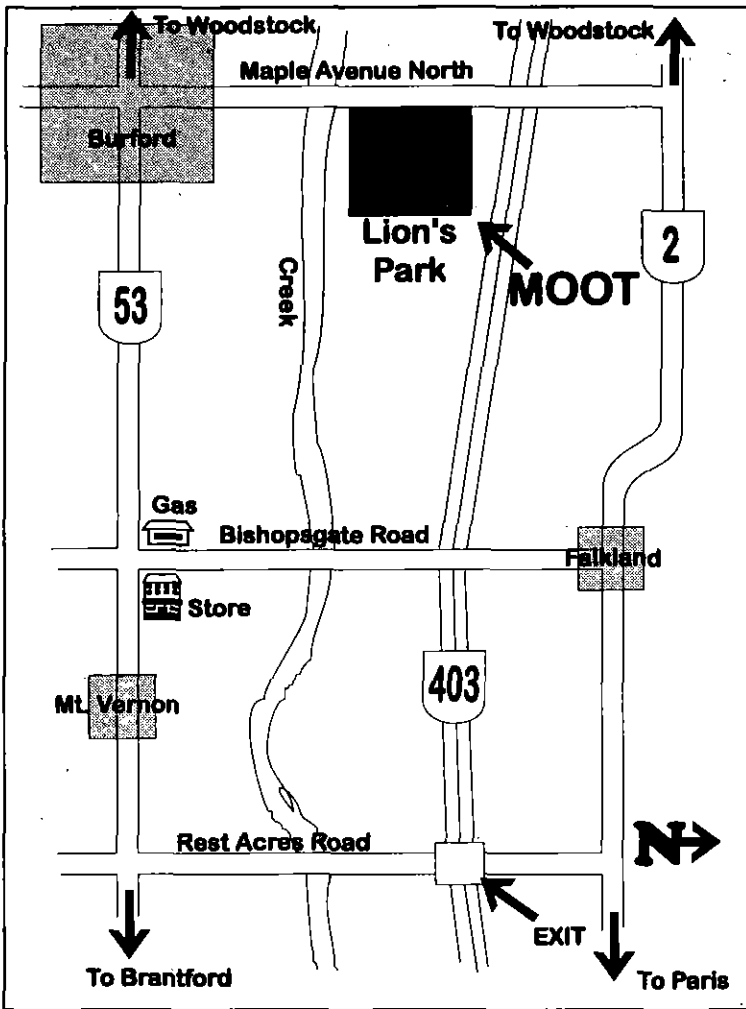 To Woodstock
To Woodstock
Maple Avenue North
Burford
Lion's
Park
MOOT
2
53
Creek
Gas
Bishopsgate Road
Falkland
Store
403
Mt. Vernon
Rest Acres Road
N
EXIT
To Brantford
To Paris